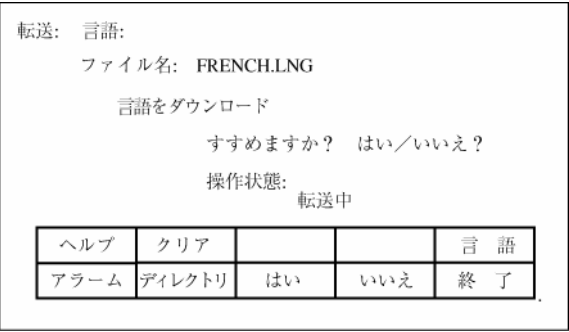 転送: 言語:
ファイル名: FRENCH.LNG
言語をダウンロード
すすめますか？ はい／いいえ？
操作状態:
転送中
ヘルプ クリア 言 語
アラーム ディレクトリ はい いいえ 終 了
.